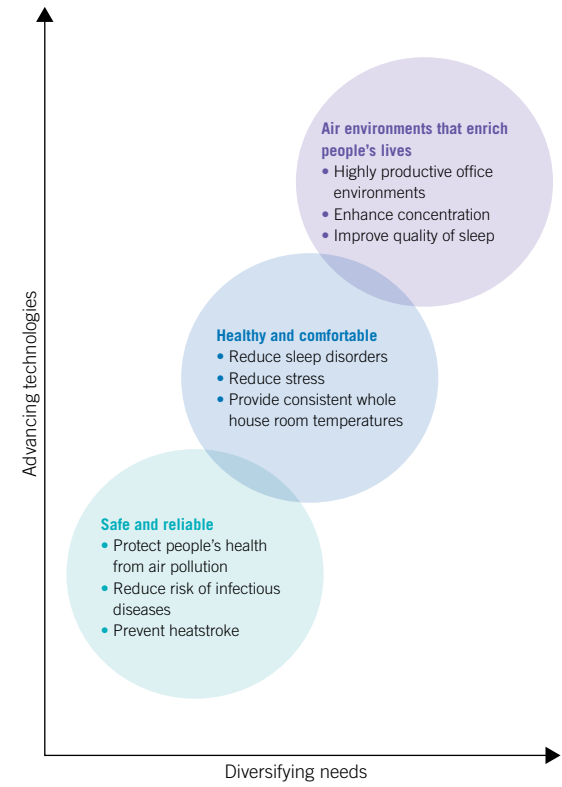 Air environments that enrich
people's lives
• Highly productive office
environments
• Enhance concentration
• Improve quality of sleep
Healthy and comfortable
• Reduce sleep disorders
• Reduce stress
• Provide consistent whole
house room temperatures
Safe and reliable
• Protect people's health
from air pollution
• Reduce risk of infectious
diseases
• Prevent heatstroke
Advancing technologies
Diversifying needs